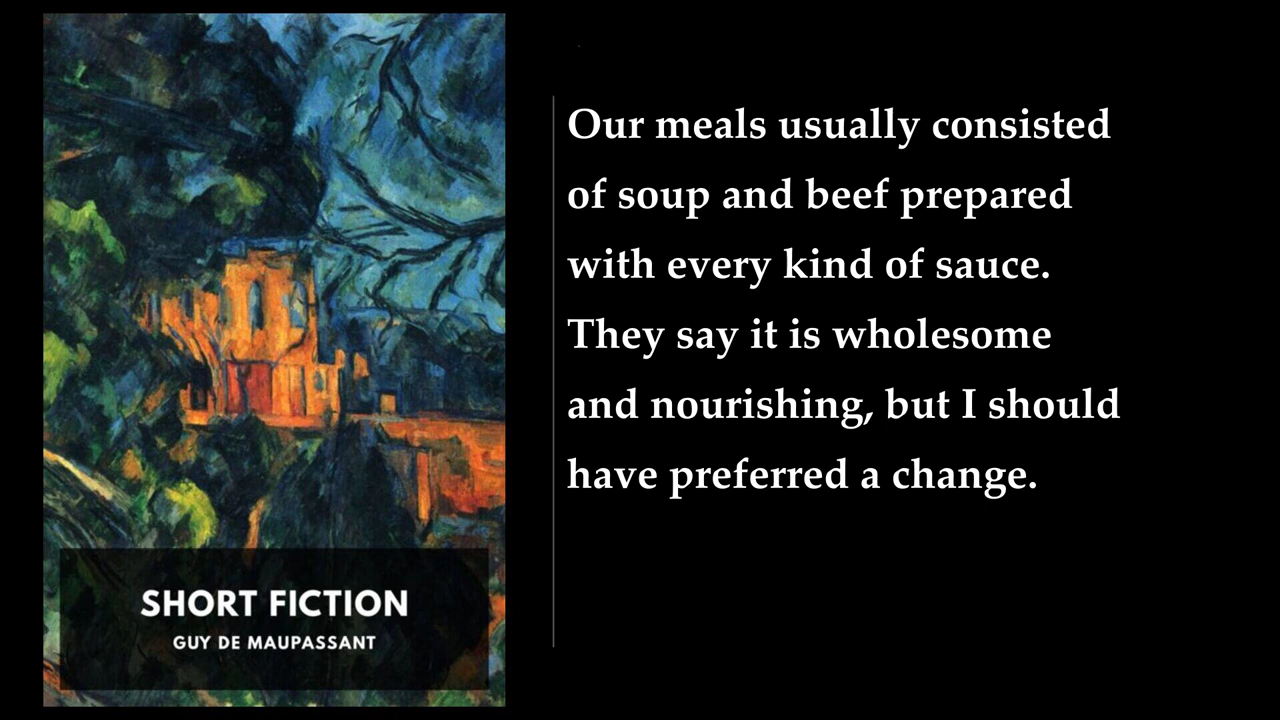 SHORT FICTION
GUY DE MAUPASSANT
Our meals usually consisted
of soup and beef prepared
with every kind of sauce.
They say it is wholesome
and nourishing, but I should
have preferred a change.